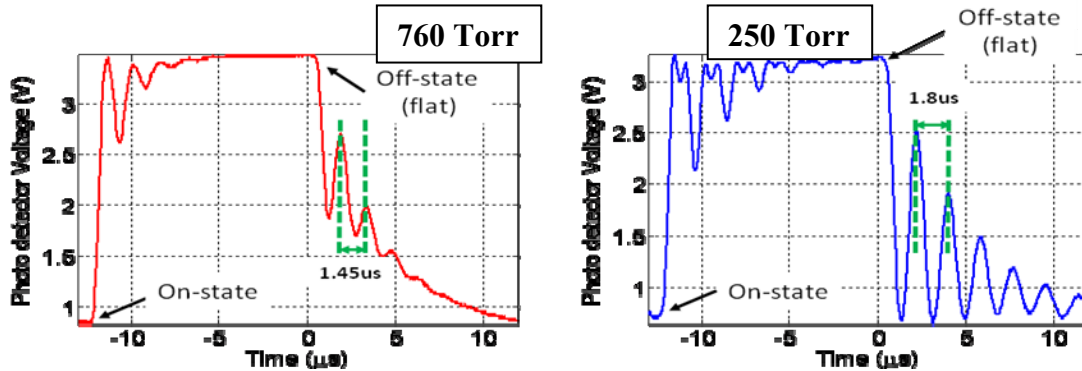 760 Torr
Photo detector Voltage (V)
3
2.5
2
1.5
1
Off-state
(flat)
1.45us
On-state
-10
-5
0
5
10
Time (μs)
250 Torr
Photo detector Voltage (V)
3
2.5
2
1.5
1
Off-state
(flat)
1.8us
On-state
-10
-5
0
5
10
Time (μs)